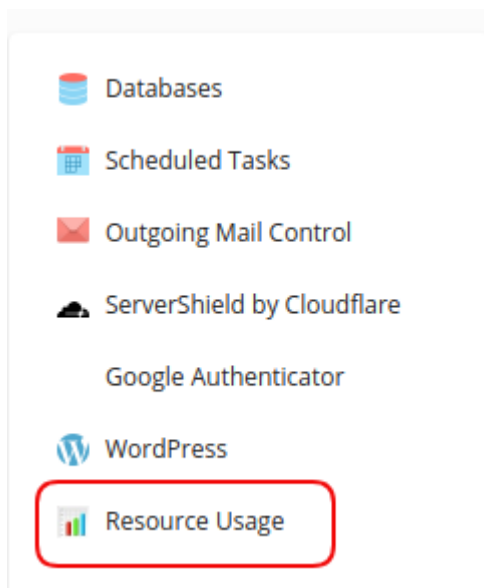 Databases
Scheduled Tasks
Outgoing Mail Control
ServerShield by Cloudflare
Google Authenticator
WordPress
Resource Usage